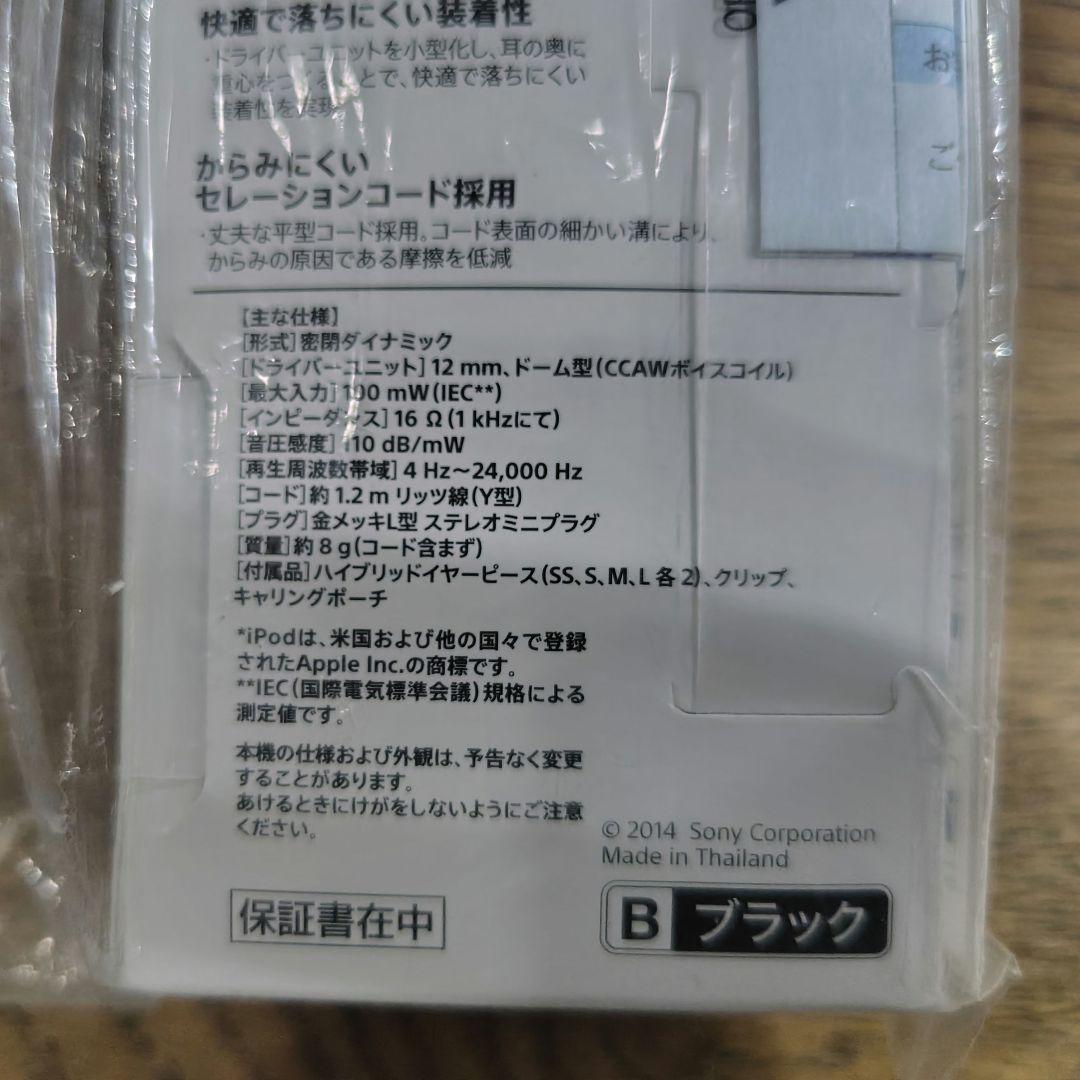 快適で落ちにくい装着性
・ドライバーユニットを小型化し、耳の奥に
重心をつくることで、快適で落ちにくい
装着性を実現。
からみにくい
セレーションコード採用
・丈夫な平型コード採用。コード表面の細かい溝により、
からみの原因である摩擦を低減
[主な仕様]
[形式]密閉ダイナミック
[ドライバーユニット]12 mm、ドーム型(CCAWボイスコイル)
[最大入力]100 mW(IEC**)
[インピーダンス]16 Ω(1 kHzにて)
[音圧感度]110 dB/mW
[再生周波数帯域]4 Hz～24,000 Hz
[コード]約1.2 m リッツ線(Y型)
[プラグ]金メッキL型 ステレオミニプラグ
[質量]約8 g(コード含まず)
[付属品]ハイブリッドイヤーピース(SS、S、M、L 各2)、クリップ、
キャリングポーチ
*iPodは、米国および他の国々で登録
されたApple Inc.の商標です。
**IEC(国際電気標準会議)規格による
測定値です。
本機の仕様および外観は、予告なく変更
することがあります。
あけるときにけがをしないようにご注意
ください。
© 2014 Sony Corporation
Made in Thailand
保証書在中
B ブラック